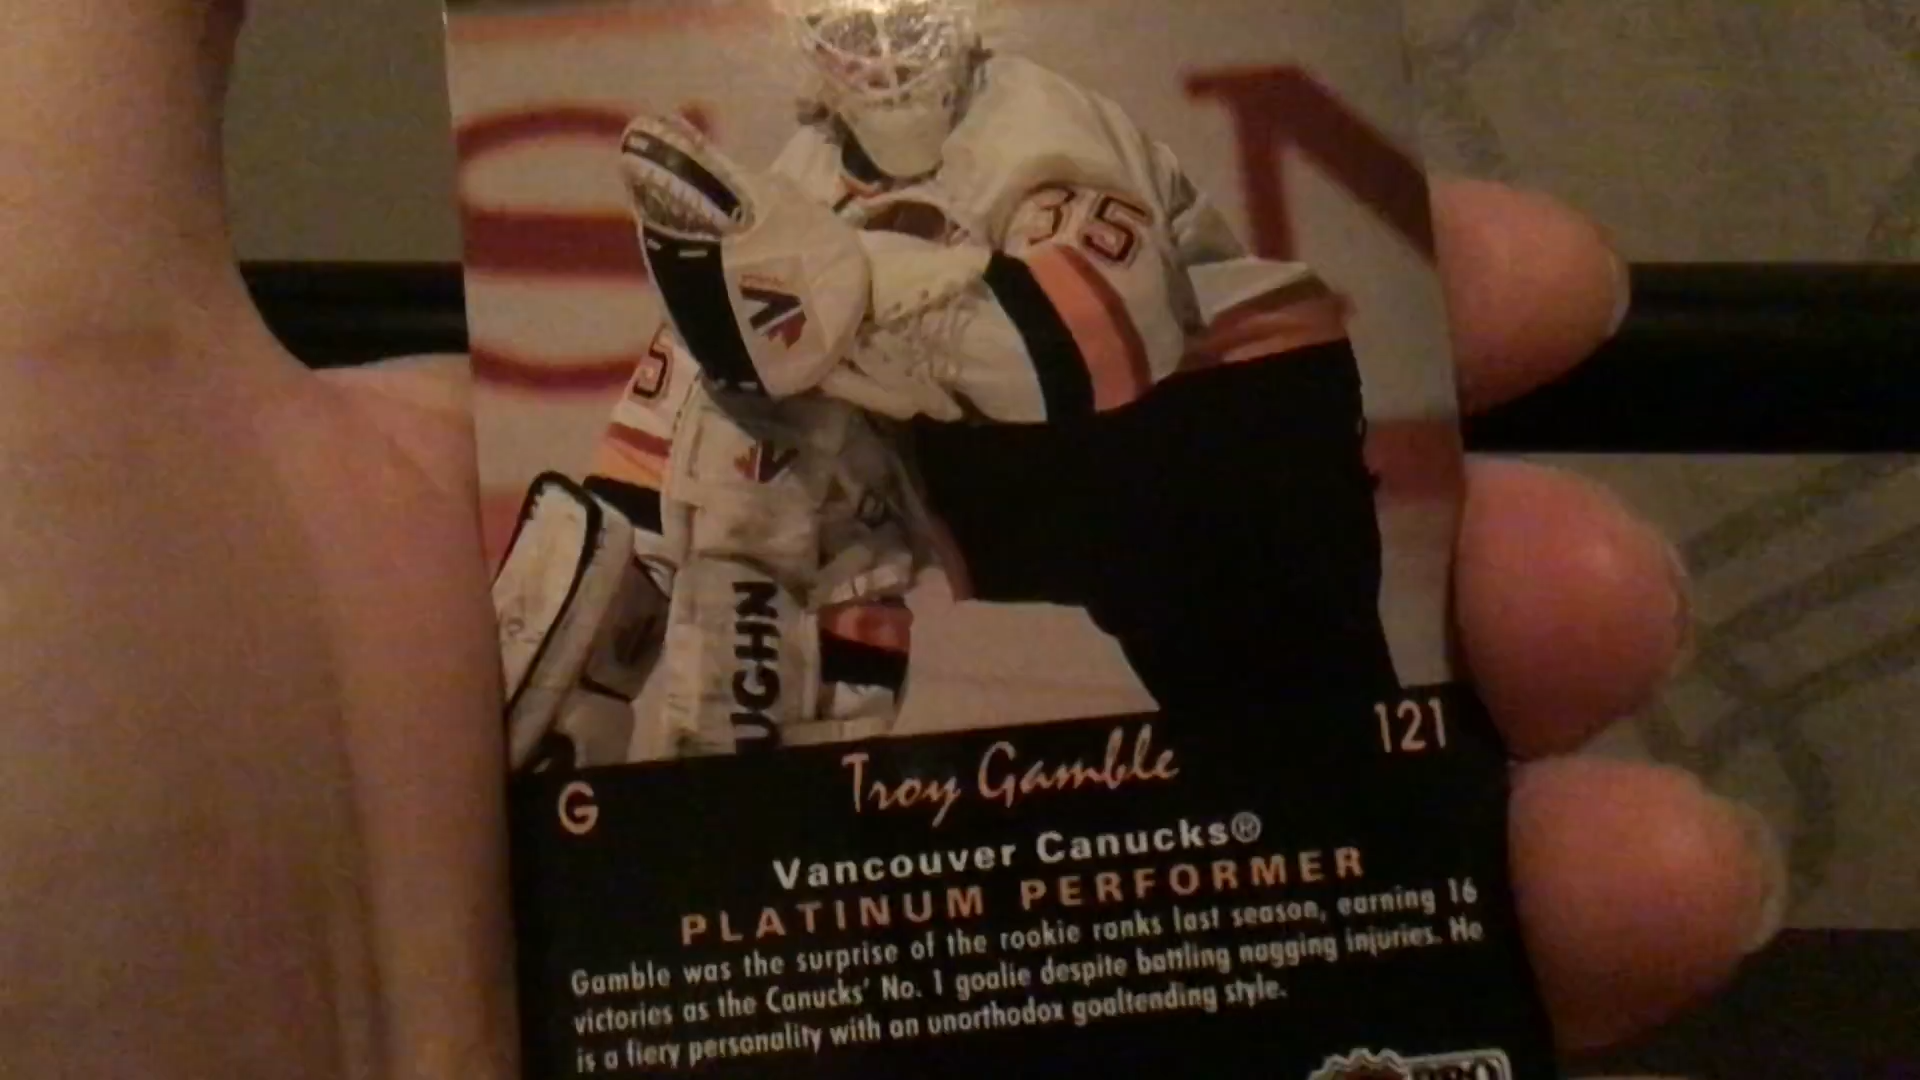 35
5
UGHN
121
G
Troy Gamble
Vancouver Canucks®
PLATINUM PERFORMER
Gamble was the surprise of the rookie ranks last season, earning 16
victories as the Canucks' No. 1 goalie despite battling nagging injuries. He
is a fiery personality with an unorthodox goaltending style.
PRO